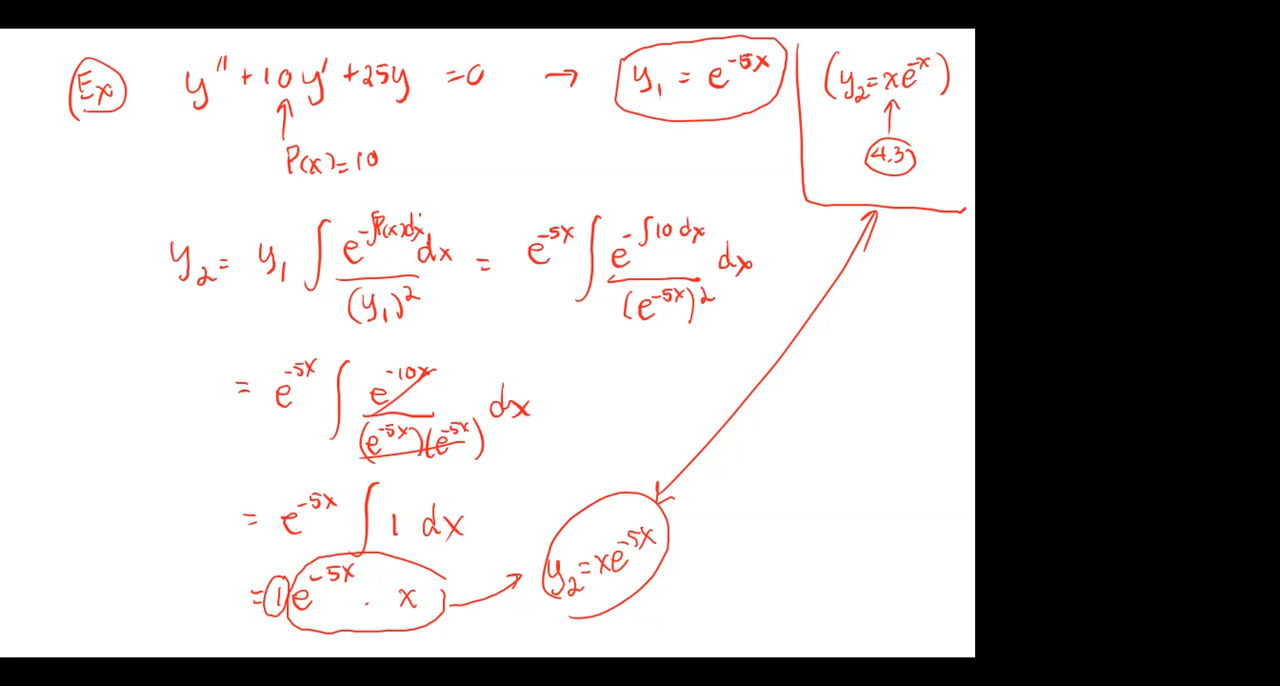 Ex y'' + 10y' + 25y = 0 → y₁ = e^{-5x} (y₂ = xe^{-x})
↑ P(x) = 10
↑ 4.3
y₂ = y₁ ∫ e^{-∫P(x)dx} / (y₁)² dx = e^{-5x} ∫ e^{-∫10 dx} / (e^{-5x})² dx
= e^{-5x} ∫ e^{-10x} / (e^{-5x})(e^{-5x}) dx
= e^{-5x} ∫ 1 dx
= 1 e^{-5x} · x → y₂ = xe^{-5x}